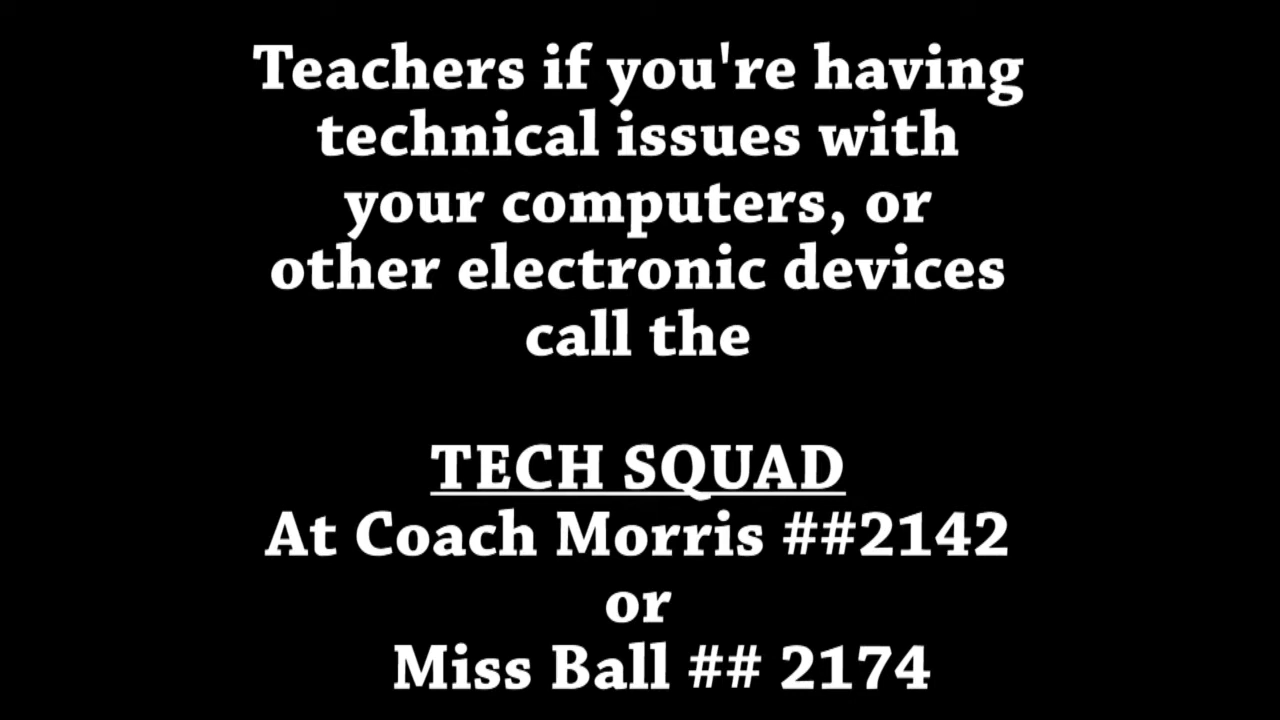 Teachers if you're having
technical issues with
your computers, or
other electronic devices
call the
TECH SQUAD
At Coach Morris ##2142
or
Miss Ball ## 2174